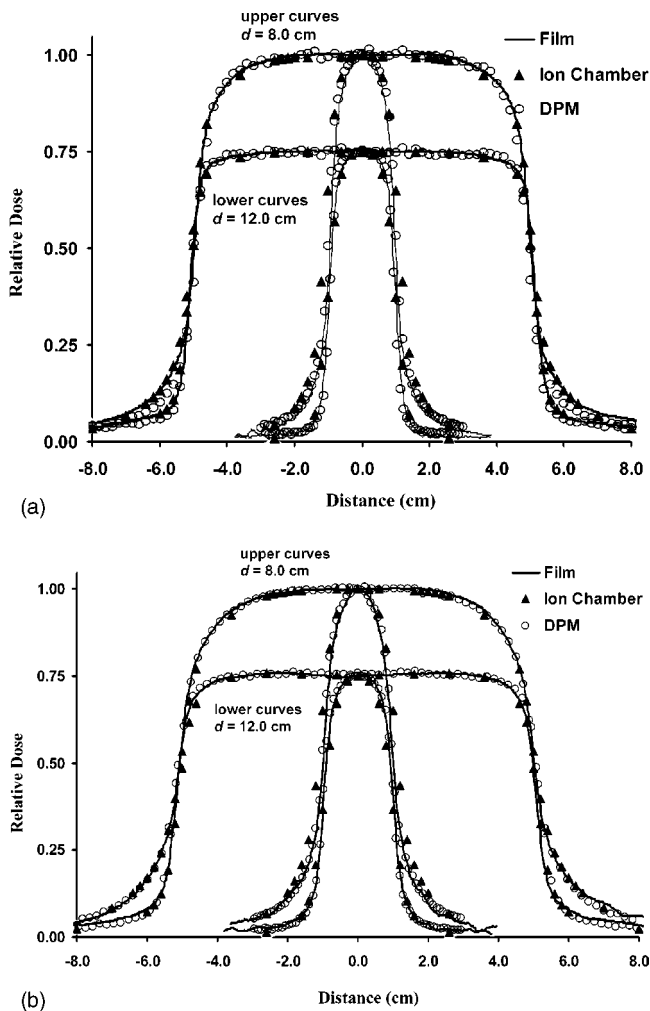 upper curves
d = 8.0 cm
Film
Ion Chamber
DPM
1.00
0.75
0.50
0.25
0.00
Relative Dose
lower curves
d = 12.0 cm
-8.0 -6.0 -4.0 -2.0 0.0 2.0 4.0 6.0 8.0
Distance (cm)
(a)
upper curves
d = 8.0 cm
Film
Ion Chamber
DPM
1.00
0.75
0.50
0.25
0.00
Relative Dose
lower curves
d = 12.0 cm
-8.0 -6.0 -4.0 -2.0 0.0 2.0 4.0 6.0 8.0
Distance (cm)
(b)